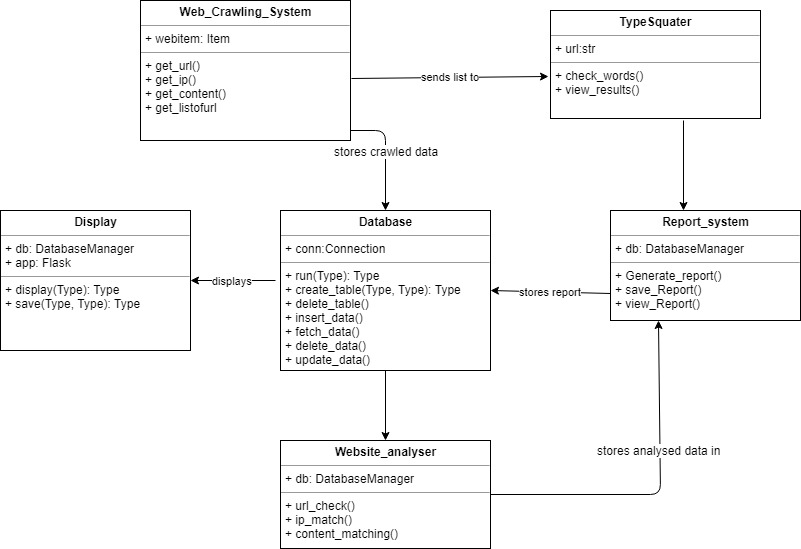 Web_Crawling_System
+ webitem: Item
+ get_url()
+ get_ip()
+ get_content()
+ get_listofurl
sends list to
TypeSquater
+ url:str
+ check_words()
+ view_results()
stores crawled data
Display
+ db: DatabaseManager
+ app: Flask
+ display(Type): Type
+ save(Type, Type): Type
displays
Database
+ conn:Connection
+ run(Type): Type
+ create_table(Type, Type): Type
+ delete_table()
+ insert_data()
+ fetch_data()
+ delete_data()
+ update_data()
stores report
Report_system
+ db: DatabaseManager
+ Generate_report()
+ save_Report()
+ view_Report()
Website_analyser
+ db: DatabaseManager
+ url_check()
+ ip_match()
+ content_matching()
stores analysed data in